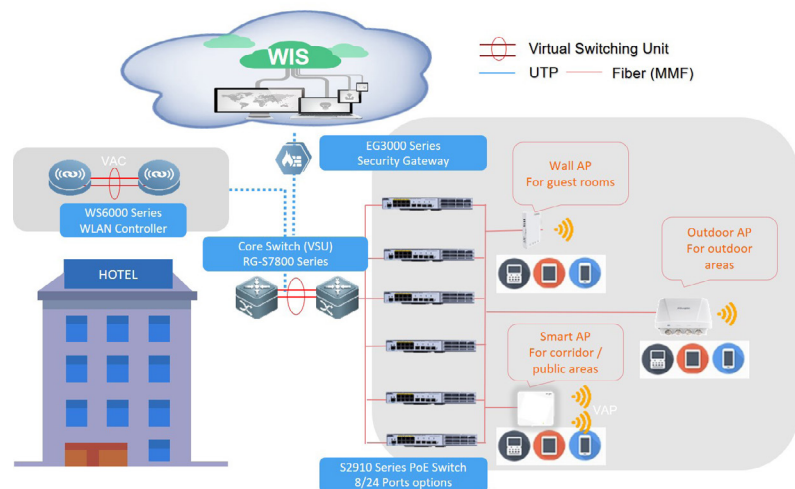 WIS
Virtual Switching Unit
UTP
Fiber (MMF)
EG3000 Series
Security Gateway
VAC
WS6000 Series
WLAN Controller
Wall AP
For guest rooms
Core Switch (VSU)
RG-S7800 Series
Outdoor AP
For outdoor
areas
HOTEL
Smart AP
For corridor /
public areas
VAP
S2910 Series PoE Switch
8/24 Ports options